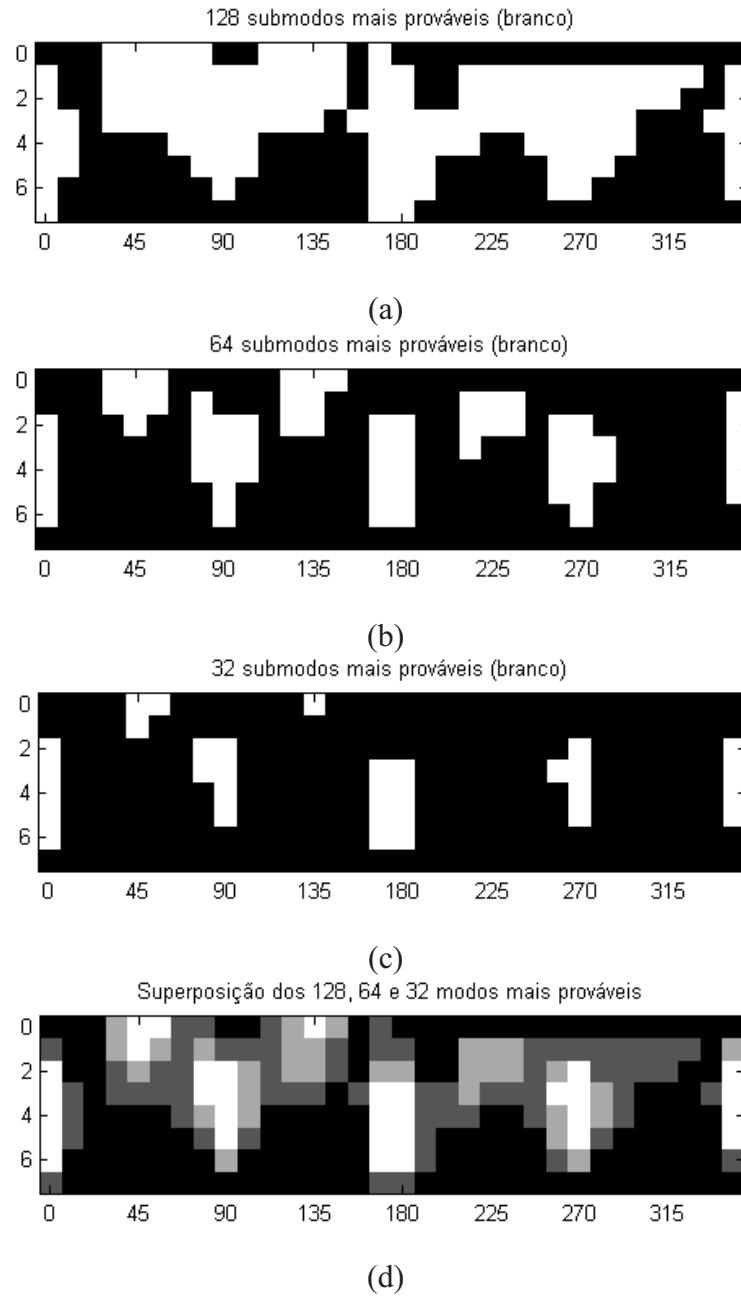 128 submodos mais prováveis (branco)
0
2
4
6
0 45 90 135 180 225 270 315
(a)
64 submodos mais prováveis (branco)
0
2
4
6
0 45 90 135 180 225 270 315
(b)
32 submodos mais prováveis (branco)
0
2
4
6
0 45 90 135 180 225 270 315
(c)
Superposição dos 128, 64 e 32 modos mais prováveis
0
2
4
6
0 45 90 135 180 225 270 315
(d)